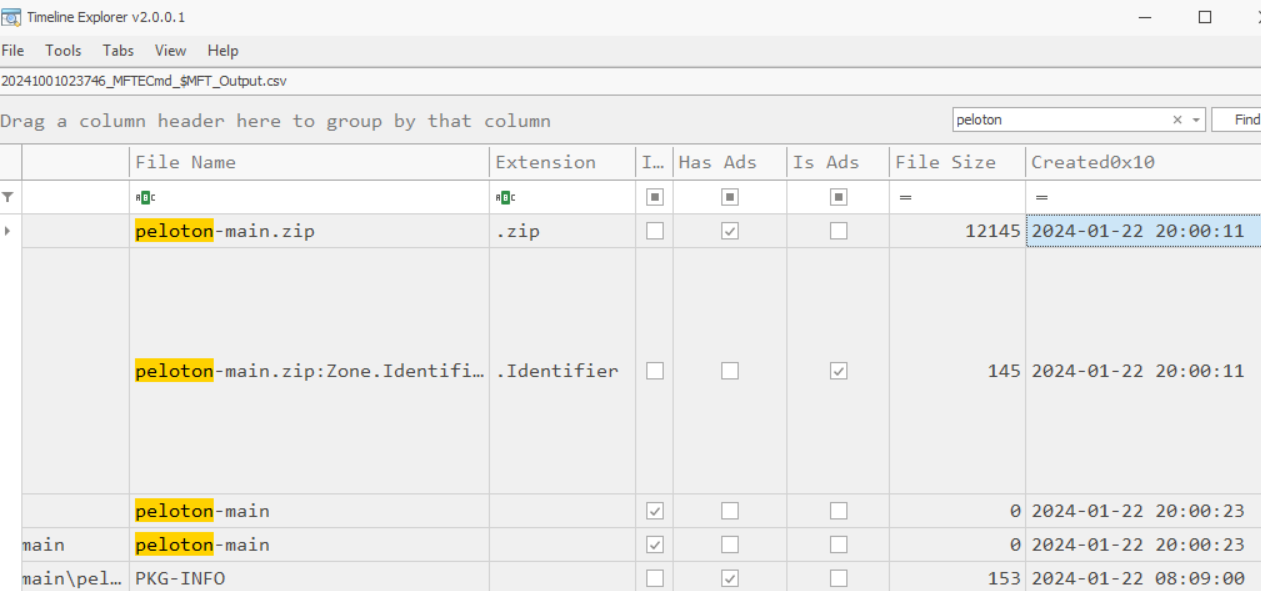 Timeline Explorer v2.0.0.1
File Tools Tabs View Help
20241001023746_MFTECmd_$MFT_Output.csv
Drag a column header here to group by that column
peloton
Find
File Name Extension I… Has Ads Is Ads File Size Created0x10
ABC ABC = =
peloton-main.zip .zip 12145 2024-01-22 20:00:11
peloton-main.zip:Zone.Identifi… .Identifier 145 2024-01-22 20:00:11
peloton-main 0 2024-01-22 20:00:23
main peloton-main 0 2024-01-22 20:00:23
main\pel… PKG-INFO 153 2024-01-22 08:09:00